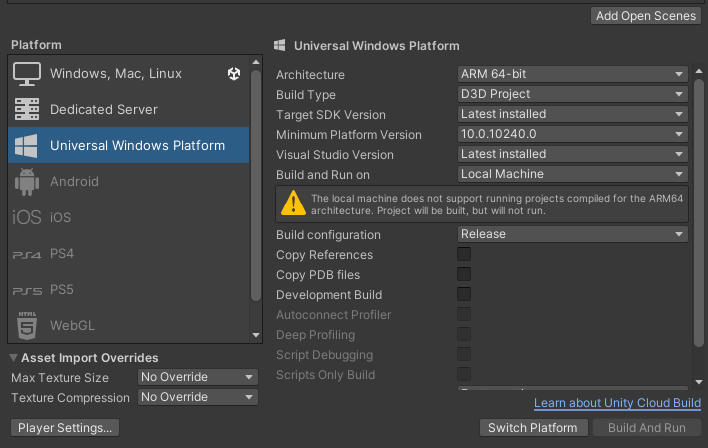 Add Open Scenes
Platform
Windows, Mac, Linux
Dedicated Server
Universal Windows Platform
Android
iOS iOS
PS4 PS4
PS5 PS5
HTML 5 WebGL
Asset Import Overrides
Max Texture Size No Override
Texture Compression No Override
Player Settings...
Universal Windows Platform
Architecture ARM 64-bit
Build Type D3D Project
Target SDK Version Latest installed
Minimum Platform Version 10.0.10240.0
Visual Studio Version Latest installed
Build and Run on Local Machine
The local machine does not support running projects compiled for the ARM64
architecture. Project will be built, but will not run.
Build configuration Release
Copy References
Copy PDB files
Development Build
Autoconnect Profiler
Deep Profiling
Script Debugging
Scripts Only Build
Learn about Unity Cloud Build
Switch Platform
Build And Run